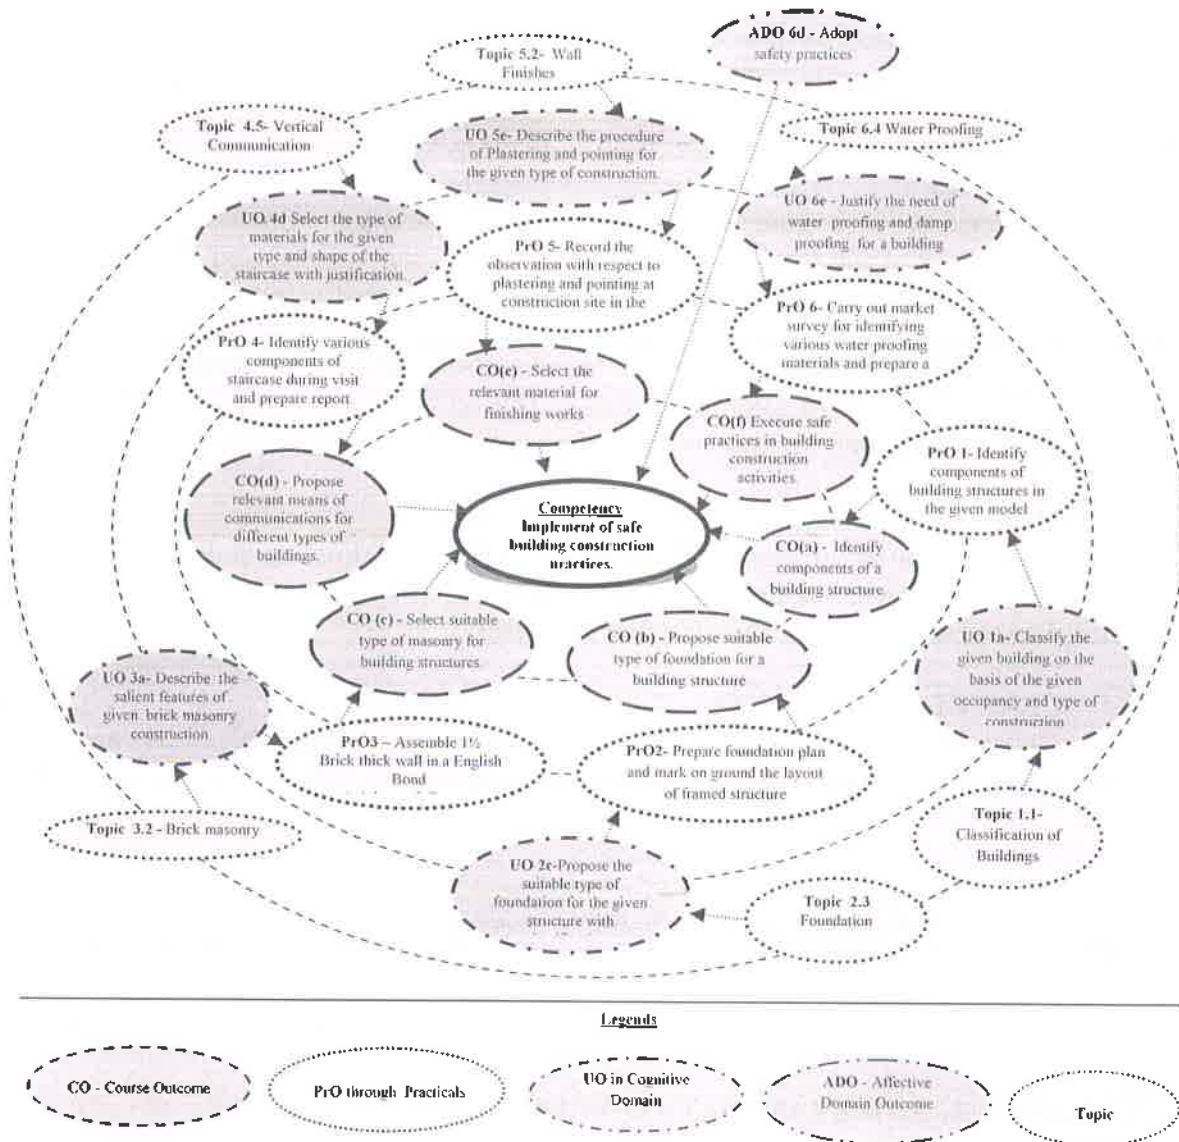 ADO 6d - Adopt
safety practices
Topic 5.2- Wall
Finishes
Topic 4.5- Vertical
Communication
UO 5e- Describe the procedure
of Plastering and pointing for
the given type of construction.
Topic 6.4 Water Proofing
UO 4d Select the type of
materials for the given
type and shape of the
staircase with justification.
UO 6e - Justify the need of
water proofing and damp
proofing for a building
PrO 5- Record the
observation with respect to
plastering and pointing at
construction site in the
PrO 4- Identify various
components of
staircase during visit
and prepare report.
PrO 6- Carry out market
survey for identifying
various water proofing
materials and prepare a
CO(e) - Select the
relevant material for
finishing works
CO(f) Execute safe
practices in building
construction
activities.
PrO 1- Identify
components of
building structures in
the given model
CO(d) - Propose
relevant means of
communications for
different types of
buildings.
Competency
Implement of safe
building construction
practices.
CO(a) - Identify
components of a
building structure.
CO (c) - Select suitable
type of masonry for
building structures.
CO (b) - Propose suitable
type of foundation for a
building structure
UO 1a- Classify the
given building on the
basis of the given
occupancy and type of
construction
UO 3a- Describe the
salient features of
given brick masonry
construction.
PrO3 – Assemble 1½
Brick thick wall in a English
Bond
PrO2- Prepare foundation plan
and mark on ground the layout
of framed structure
Topic 3.2 - Brick masonry
Topic 1.1-
Classification of
Buildings
UO 2c-Propose the
suitable type of
foundation for the given
structure with
Topic 2.3
Foundation
Legends
CO - Course Outcome
PrO through Practicals
UO in Cognitive
Domain
ADO - Affective
Domain Outcome
Topic